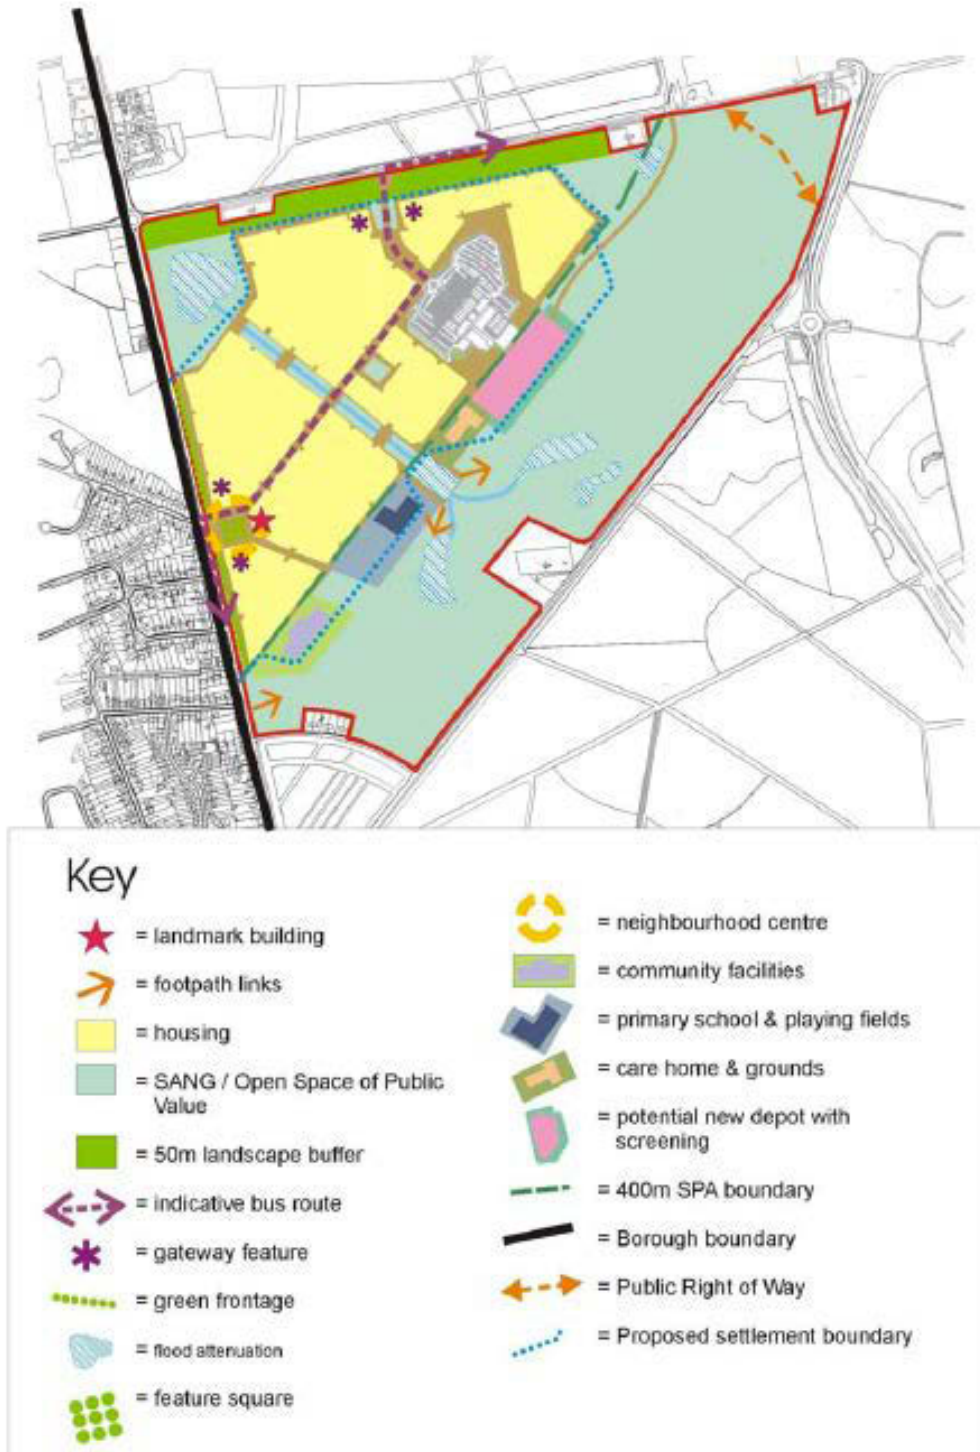 Key
= landmark building
= footpath links
= housing
= SANG / Open Space of Public
Value
= 50m landscape buffer
= indicative bus route
= gateway feature
= green frontage
= flood attenuation
= feature square
= neighbourhood centre
= community facilities
= primary school & playing fields
= care home & grounds
= potential new depot with
screening
= 400m SPA boundary
= Borough boundary
= Public Right of Way
= Proposed settlement boundary